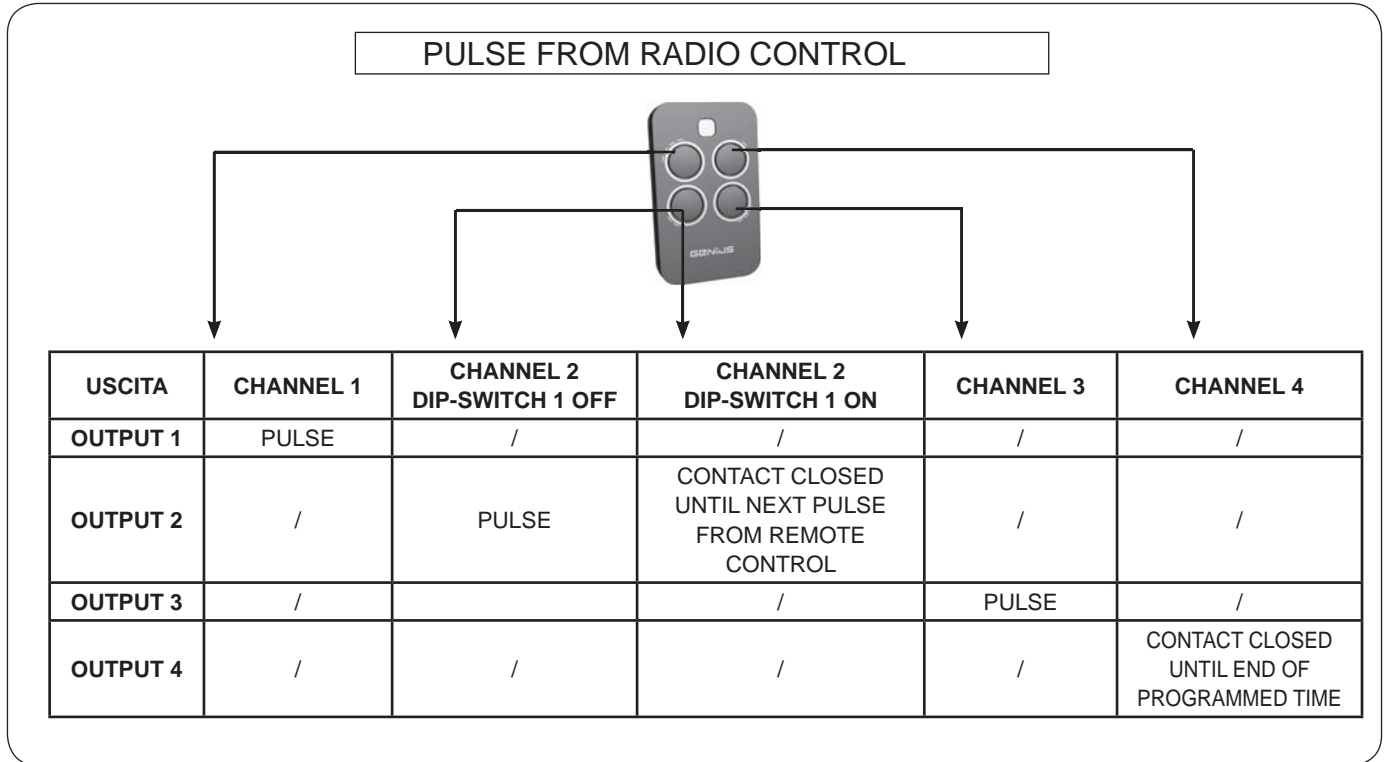 PULSE FROM RADIO CONTROL
GENIUS
USCITA CHANNEL 1 CHANNEL 2 DIP-SWITCH 1 OFF CHANNEL 2 DIP-SWITCH 1 ON CHANNEL 3 CHANNEL 4
OUTPUT 1 PULSE / / / /
OUTPUT 2 / PULSE CONTACT CLOSED UNTIL NEXT PULSE FROM REMOTE CONTROL / /
OUTPUT 3 / / PULSE /
OUTPUT 4 / / / / CONTACT CLOSED UNTIL END OF PROGRAMMED TIME